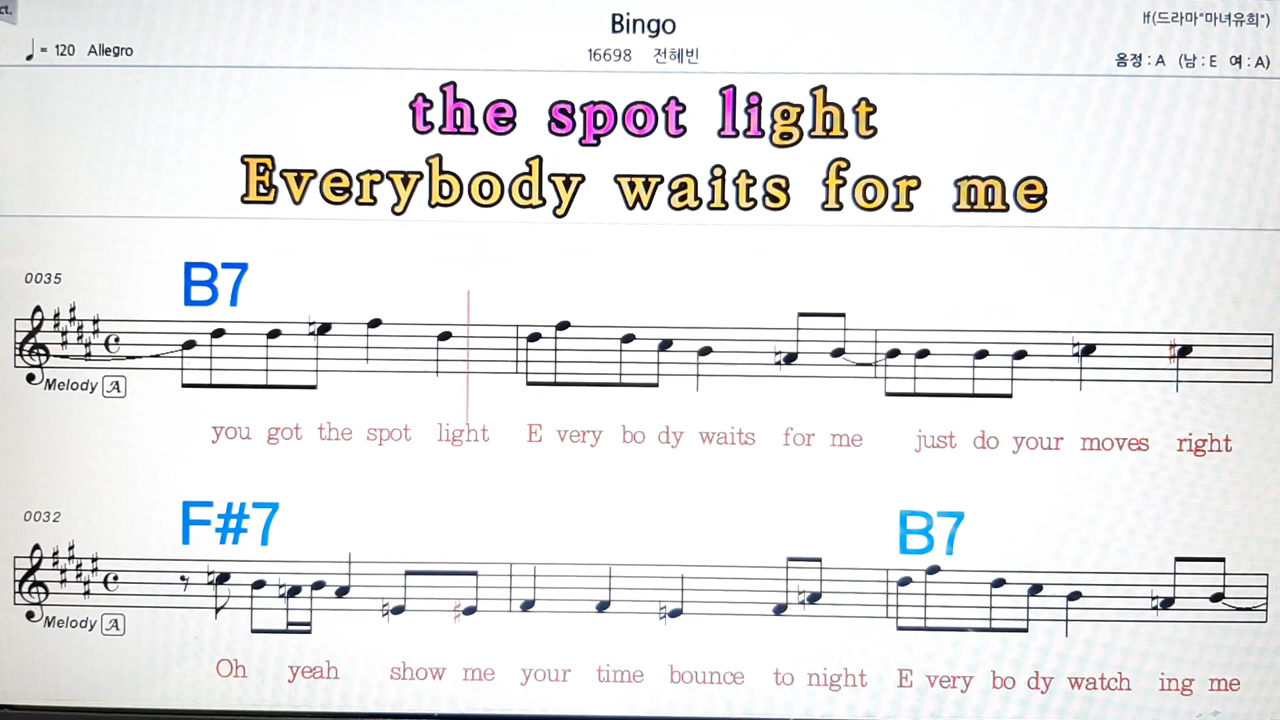 ct.
Bingo
If(드라마"마녀유희")
♩ = 120 Allegro
16698 전혜빈
음정 : A (남 : E 여 : A)
the spot light
Everybody waits for me
0035
B7
Melody A
you got the spot light E very bo dy waits for me just do your moves right
0032
F#7
B7
Melody A
Oh yeah show me your time bounce to night E very bo dy watch ing me